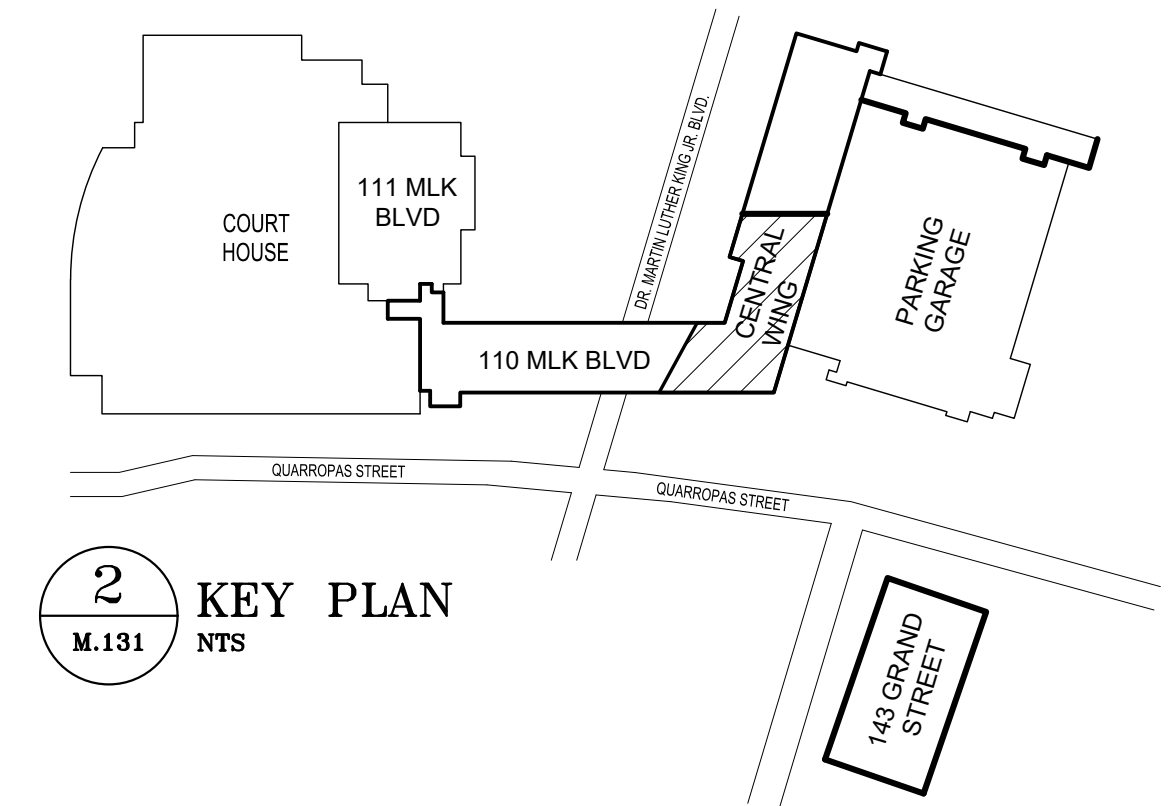 111 MLK
BLVD
COURT
HOUSE
DR. MARTIN LUTHER KING JR. BLVD.
CENTRAL
WING
PARKING
GARAGE
110 MLK BLVD
QUARROPAS STREET
QUARROPAS STREET
2
M.131
KEY PLAN
NTS
143 GRAND
STREET